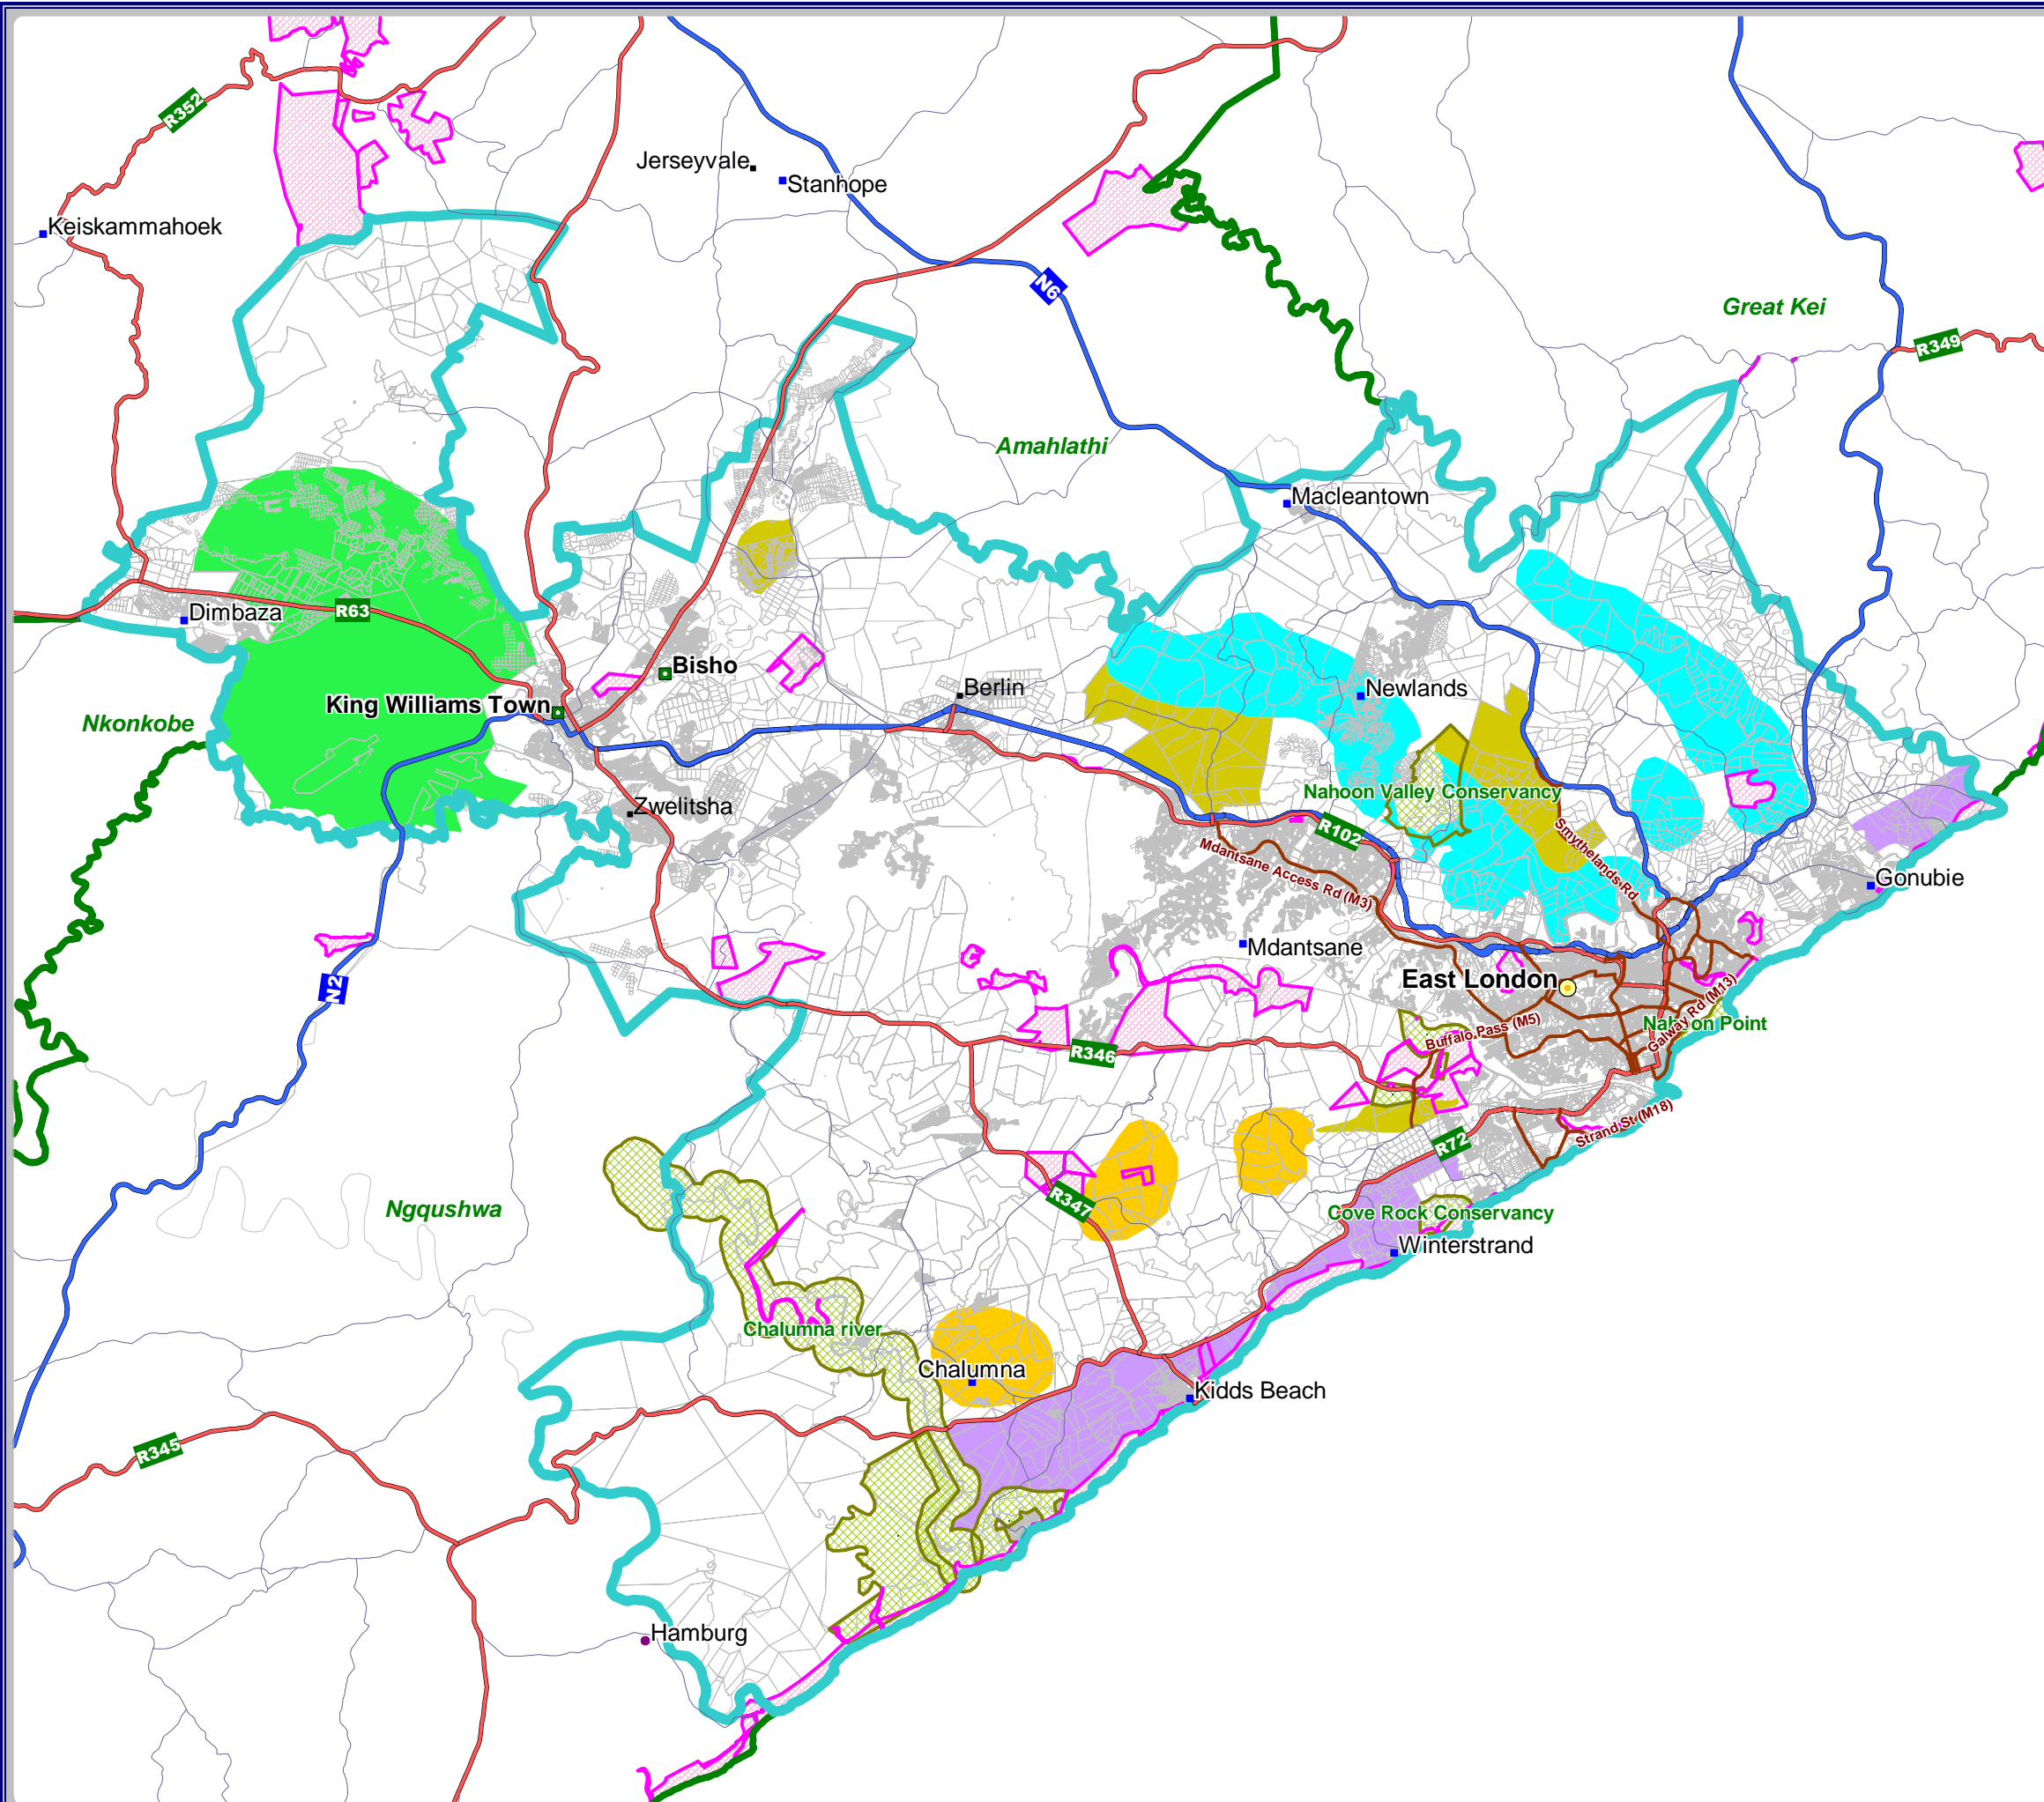 R352
Jerseyvale
Stanhope
Keiskammahoek
N6
Great Kei
R349
Amahlathi
Macleantown
R63
Dimbaza
Bisho
Berlin
Newlands
King Williams Town
Nkonkobe
Zwelitsha
Nahoon Valley Conservancy
R102
Smythelands Rd
Mdantsane Access Rd (M3)
Gonubie
Mdantsane
East London
N2
Galway Rd (M13)
Nahoon Point
Buffalo Pass (M5)
R346
Strand St (M18)
R72
R347
Ngqushwa
Cove Rock Conservancy
Winterstrand
Chalumna river
Chalumna
Kidds Beach
R345
Hamburg